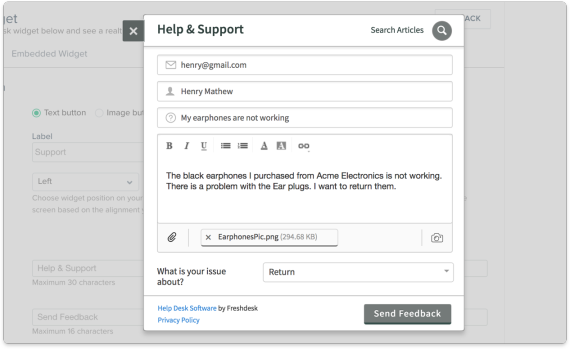 get
ACK
sk widget below and see a realt
Embedded Widget
Text button
Image but
Label
Support
Left
Choose widget position on your
screen based on the alignment
Help & Support
Maximum 30 characters
Send Feedback
Maximum 16 characters
Help & Support
Search Articles
henry@gmail.com
Henry Mathew
My earphones are not working
B I U A A
The black earphones I purchased from Acme Electronics is not working.
There is a problem with the Ear plugs. I want to return them.
× EarphonesPic.png (294.68 KB)
What is your issue
about?
Return
Help Desk Software by Freshdesk
Privacy Policy
Send Feedback